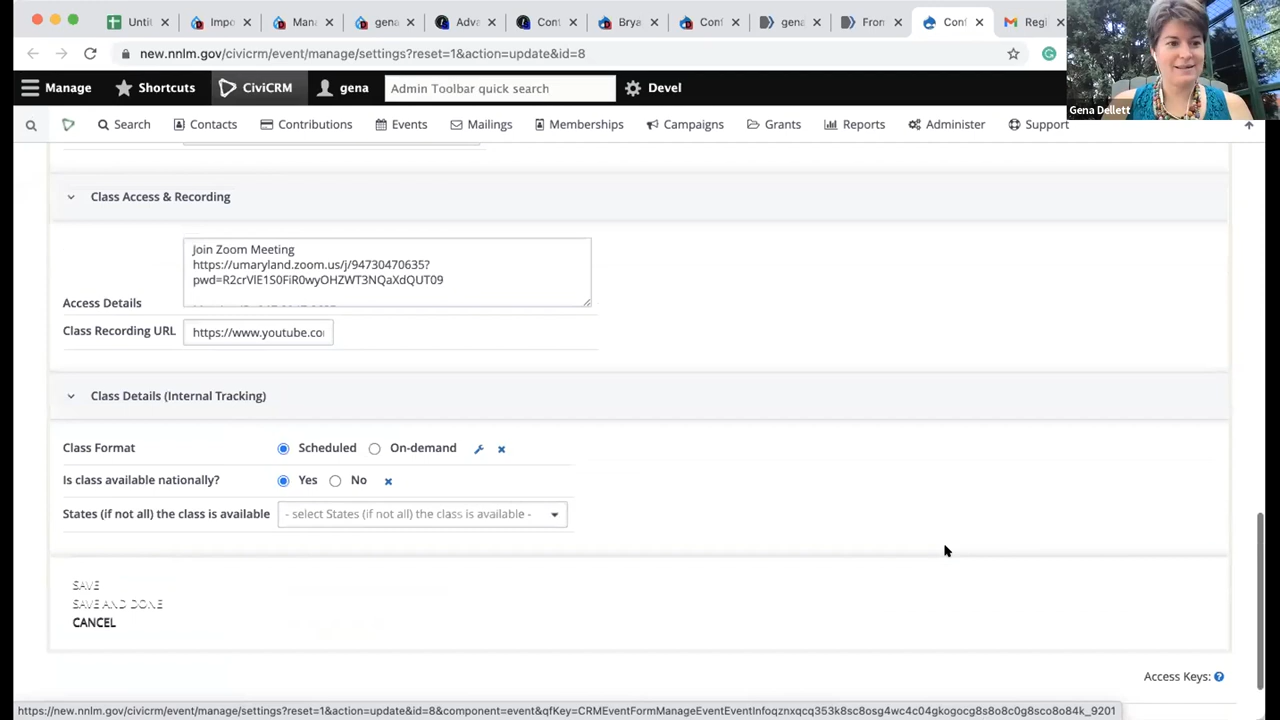 Untit
Impo
Mana
gena
Adva
Cont
Brya
Conf
gena
Fron
Conf
Regi
new.nnlm.gov/civicrm/event/manage/settings?reset=1&action=update&id=8
Gena Dellett
Manage
Shortcuts
CiviCRM
gena
Admin Toolbar quick search
Devel
Search
Contacts
Contributions
Events
Mailings
Memberships
Campaigns
Grants
Reports
Administer
Support
Class Access & Recording
Join Zoom Meeting
https://umaryland.zoom.us/j/94730470635?
pwd=R2crVlE1S0FiR0wyOHZWT3NQaXdQUT09
Access Details
Class Recording URL https://www.youtube.co
Class Details (Internal Tracking)
Class Format Scheduled On-demand
Is class available nationally? Yes No
States (if not all) the class is available - select States (if not all) the class is available -
SAVE
SAVE AND DONE
CANCEL
Access Keys: ?
https://new.nnlm.gov/civicrm/event/manage/settings?reset=1&action=update&id=8&component=event&qfKey=CRMEventFormManageEventEventInfoqznxqcq353k8sc8osg4wc4c04gkogocg8s8o8c0g8sco8o84k_9201